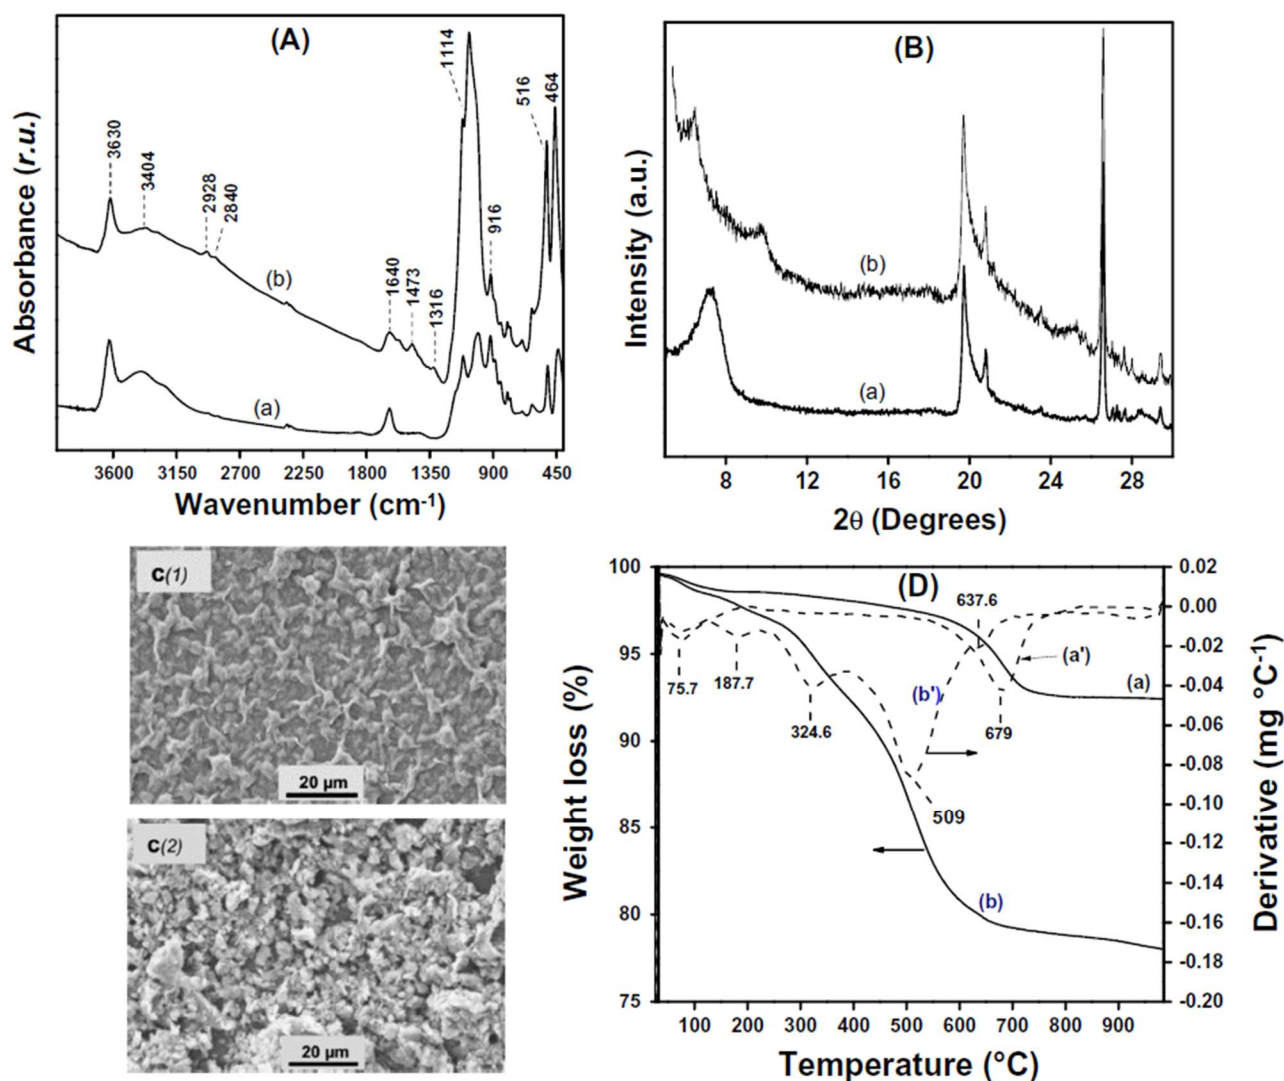 (A)
Absorbance (r.u.)
3630
3404
2928
2840
1640
1473
1316
1114
916
516
464
(b)
(a)
3600 3150 2700 2250 1800 1350 900 450
Wavenumber (cm-1)
(B)
Intensity (a.u.)
(b)
(a)
8 12 16 20 24 28
2θ (Degrees)
C(1)
20 µm
C(2)
20 µm
(D)
Weight loss (%)
100
95
90
85
80
75
0.02
0.00
-0.02
-0.04
-0.06
-0.08
-0.10
-0.12
-0.14
-0.16
-0.18
-0.20
Derivative (mg °C-1)
637.6
(a')
(a)
75.7
187.7
(b')
324.6
679
509
(b)
100 200 300 400 500 600 700 800 900
Temperature (°C)